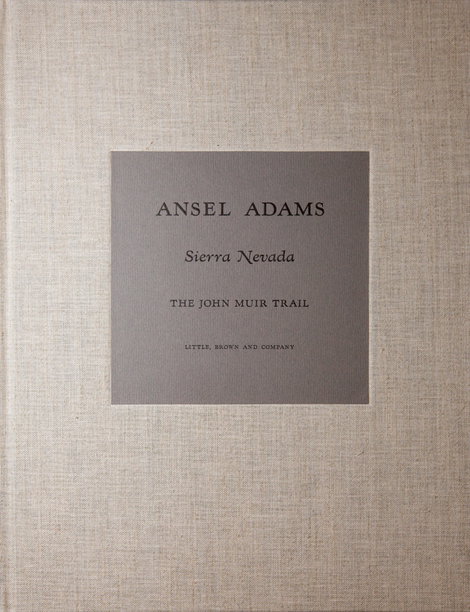 ANSEL ADAMS
Sierra Nevada
THE JOHN MUIR TRAIL
LITTLE, BROWN AND COMPANY